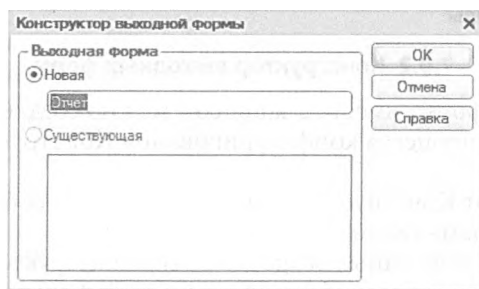 Конструктор выходной формы
Выходная форма
Новая
Отчет
Существующая
OK
Отмена
Справка